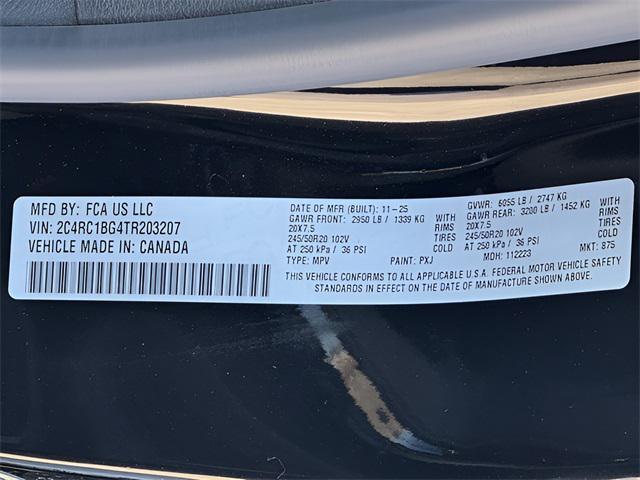 MFD BY: FCA US LLC
VIN: 2C4RC1BG4TR203207
VEHICLE MADE IN: CANADA
DATE OF MFR (BUILT): 11-25
GAWR FRONT: 2950 LB / 1339 KG WITH
20X7.5 RIMS
245/50R20 102V TIRES
AT 250 kPa / 36 PSI COLD
TYPE: MPV PAINT: PXJ
GVWR: 6055 LB / 2747 KG
GAWR REAR: 3200 LB / 1452 KG WITH
20X7.5 RIMS
245/50R20 102V TIRES
AT 250 kPa / 36 PSI COLD
MDH: 112223 MKT: 875
THIS VEHICLE CONFORMS TO ALL APPLICABLE U.S.A. FEDERAL MOTOR VEHICLE SAFETY
STANDARDS IN EFFECT ON THE DATE OF MANUFACTURE SHOWN ABOVE.